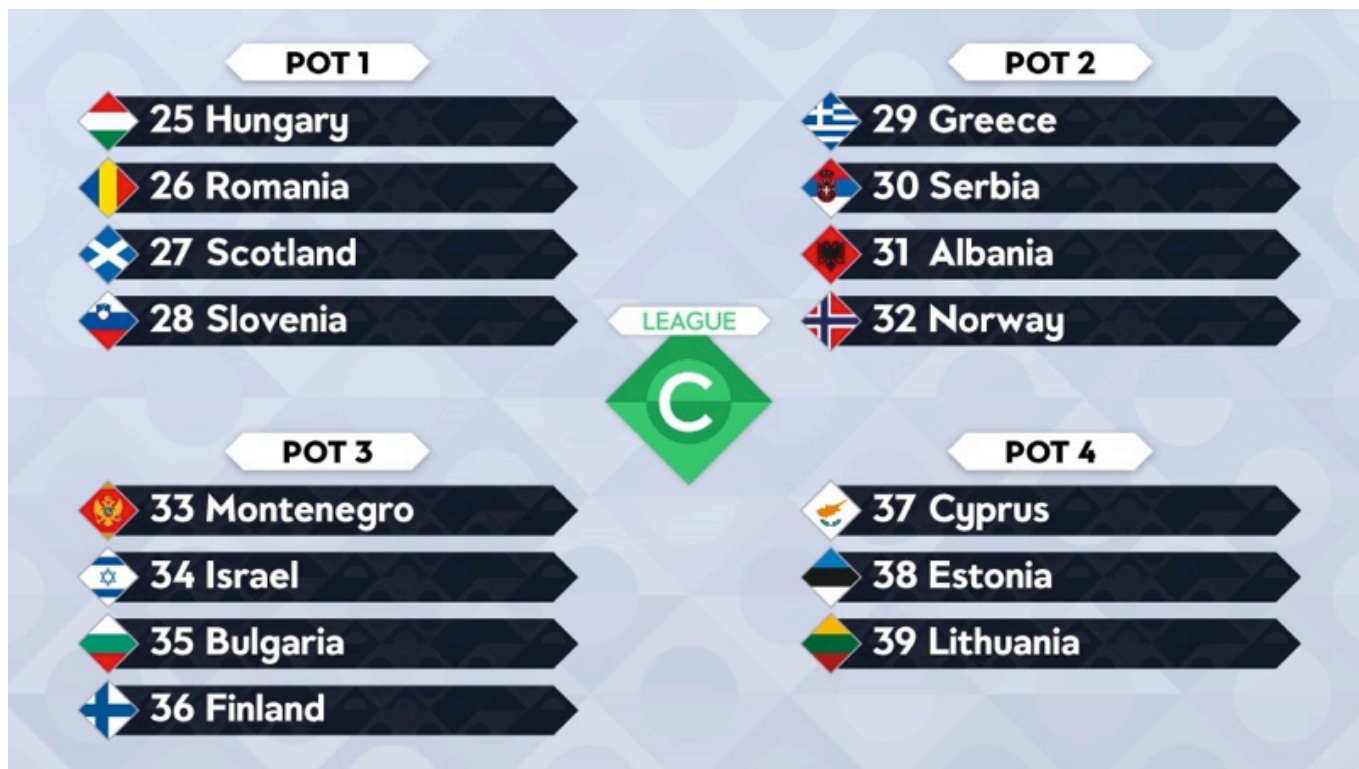 POT 1
25 Hungary
26 Romania
27 Scotland
28 Slovenia
POT 2
29 Greece
30 Serbia
31 Albania
32 Norway
LEAGUE
C
POT 3
33 Montenegro
34 Israel
35 Bulgaria
36 Finland
POT 4
37 Cyprus
38 Estonia
39 Lithuania